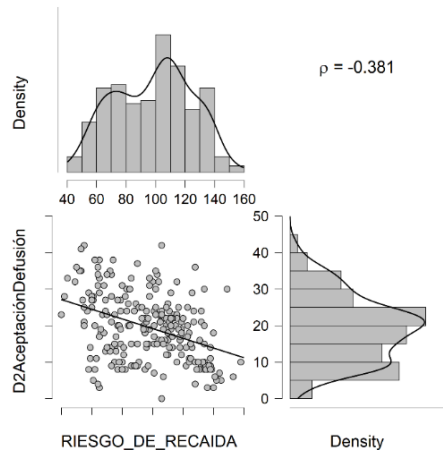 Density
ρ = -0.381
40 60 80 100 120 140 160
D2AceptaciónDefusión
50
40
30
20
10
0
RIESGO_DE_RECAIDA
Density